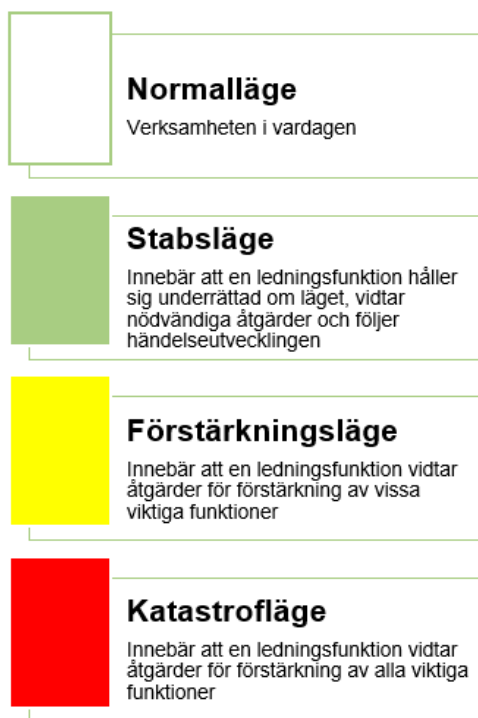 Normalläge
Verksamheten i vardagen
Stabsläge
Innebär att en ledningsfunktion håller
sig underrättad om läget, vidtar
nödvändiga åtgärder och följer
händelseutvecklingen
Förstärkningsläge
Innebär att en ledningsfunktion vidtar
åtgärder för förstärkning av vissa
viktiga funktioner
Katastrofläge
Innebär att en ledningsfunktion vidtar
åtgärder för förstärkning av alla viktiga
funktioner